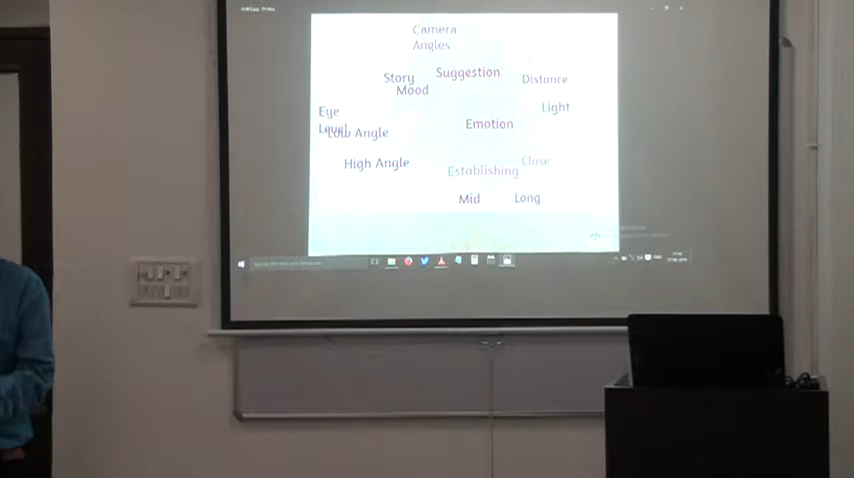 Camera
Angles
Suggestion
Story
Distance
Mood
Light
Eye
Level
Emotion
Low Angle
Close
High Angle
Establishing
Mid
Long